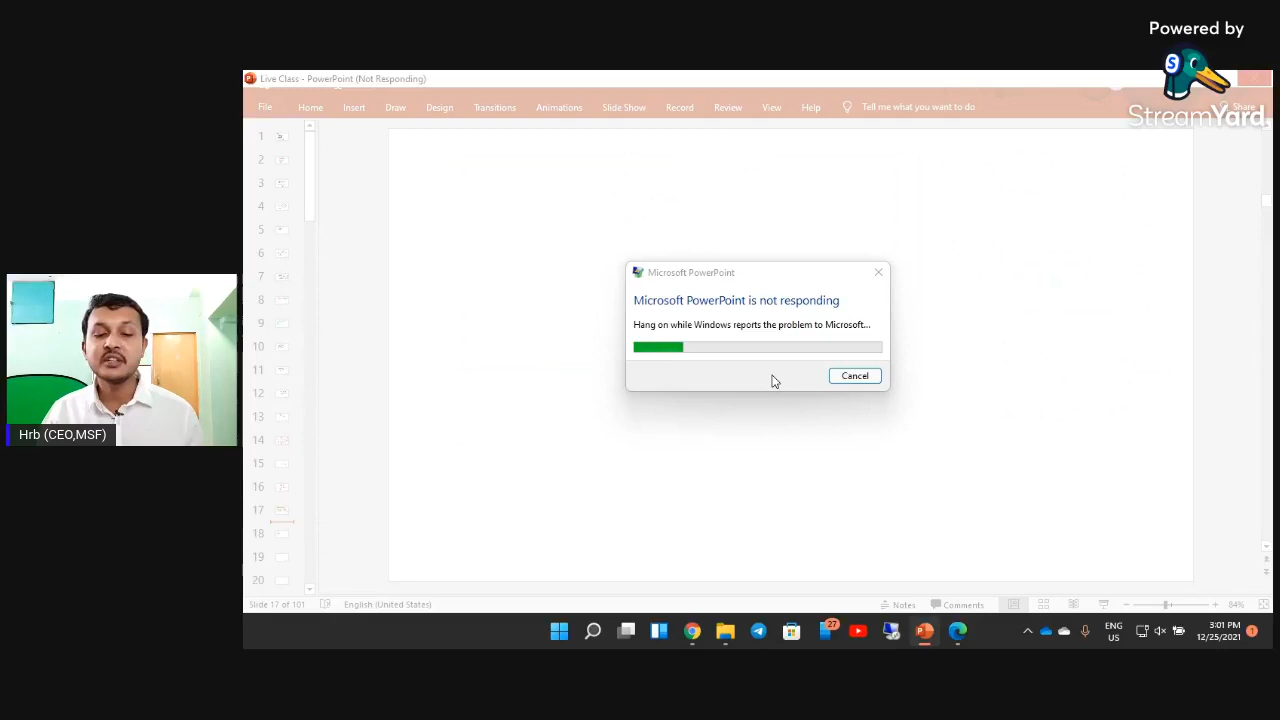 Powered by
StreamYard
Live Class - PowerPoint (Not Responding)
File Home Insert Draw Design Transitions Animations Slide Show Record Review View Help Tell me what you want to do Share
1
2
3
4
5
6
7
8
9
10
11
12
13
14
15
16
17
18
19
20
Microsoft PowerPoint
Microsoft PowerPoint is not responding
Hang on while Windows reports the problem to Microsoft...
Cancel
Hrb (CEO,MSF)
Slide 17 of 101 English (United States) Notes Comments 84%
27
ENG
US
3:01 PM
12/25/2021
1